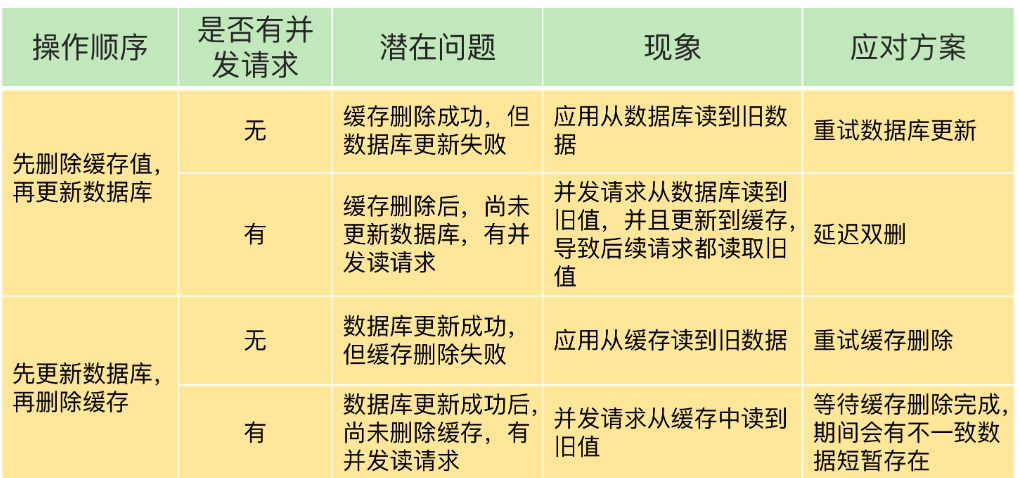 操作顺序
是否有并
发请求
潜在问题
现象
应对方案
先删除缓存值，
再更新数据库
无
缓存删除成功，但
数据库更新失败
应用从数据库读到旧数
据
重试数据库更新
有
缓存删除后，尚未
更新数据库，有并
发读请求
并发请求从数据库读到
旧值，并且更新到缓存，
导致后续请求都读取旧
值
延迟双删
先更新数据库，
再删除缓存
无
数据库更新成功，
但缓存删除失败
应用从缓存读到旧数据
重试缓存删除
有
数据库更新成功后，
尚未删除缓存，有
并发读请求
并发请求从缓存中读到
旧值
等待缓存删除完成，
期间会有不一致数
据短暂存在